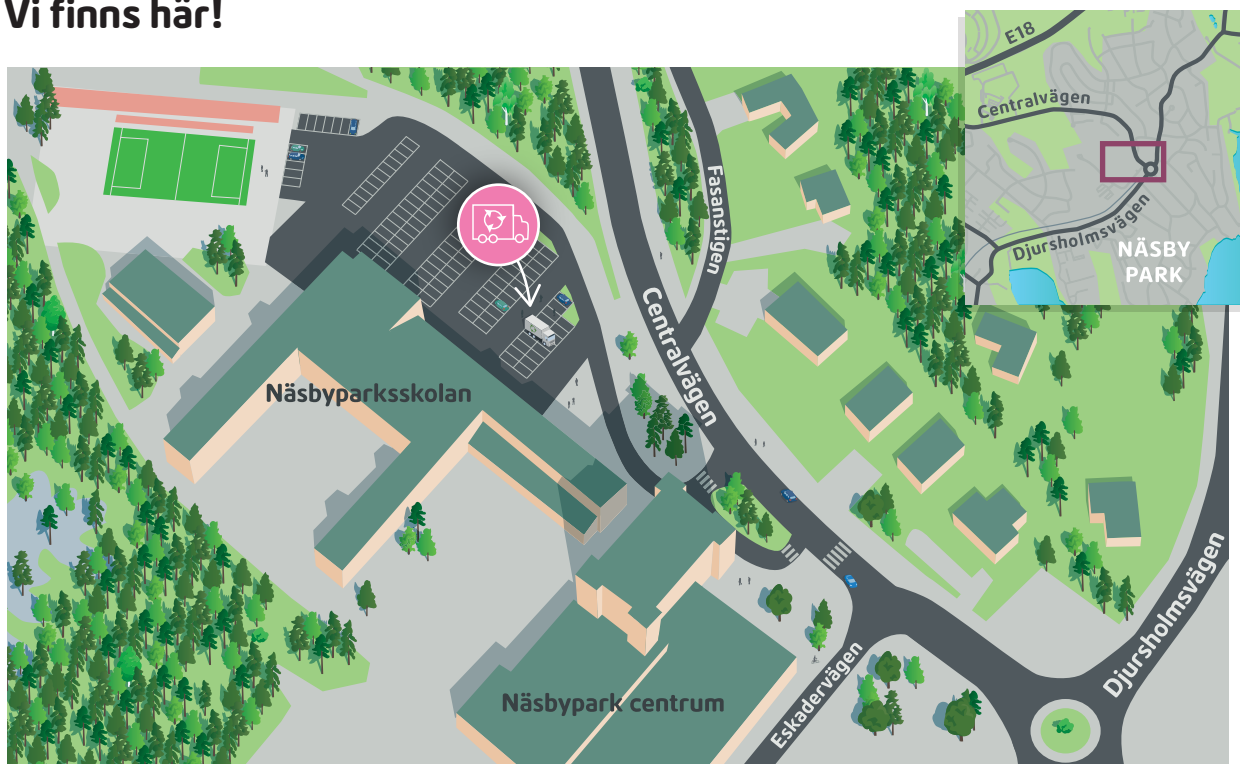 Vi finns här!
E18
Centralvägen
Djursholmsvägen
NÄSBY
PARK
Fasanstigen
Centralvägen
Näsbyparksskolan
Näsbypark centrum
Eskadervägen
Djursholmsvägen